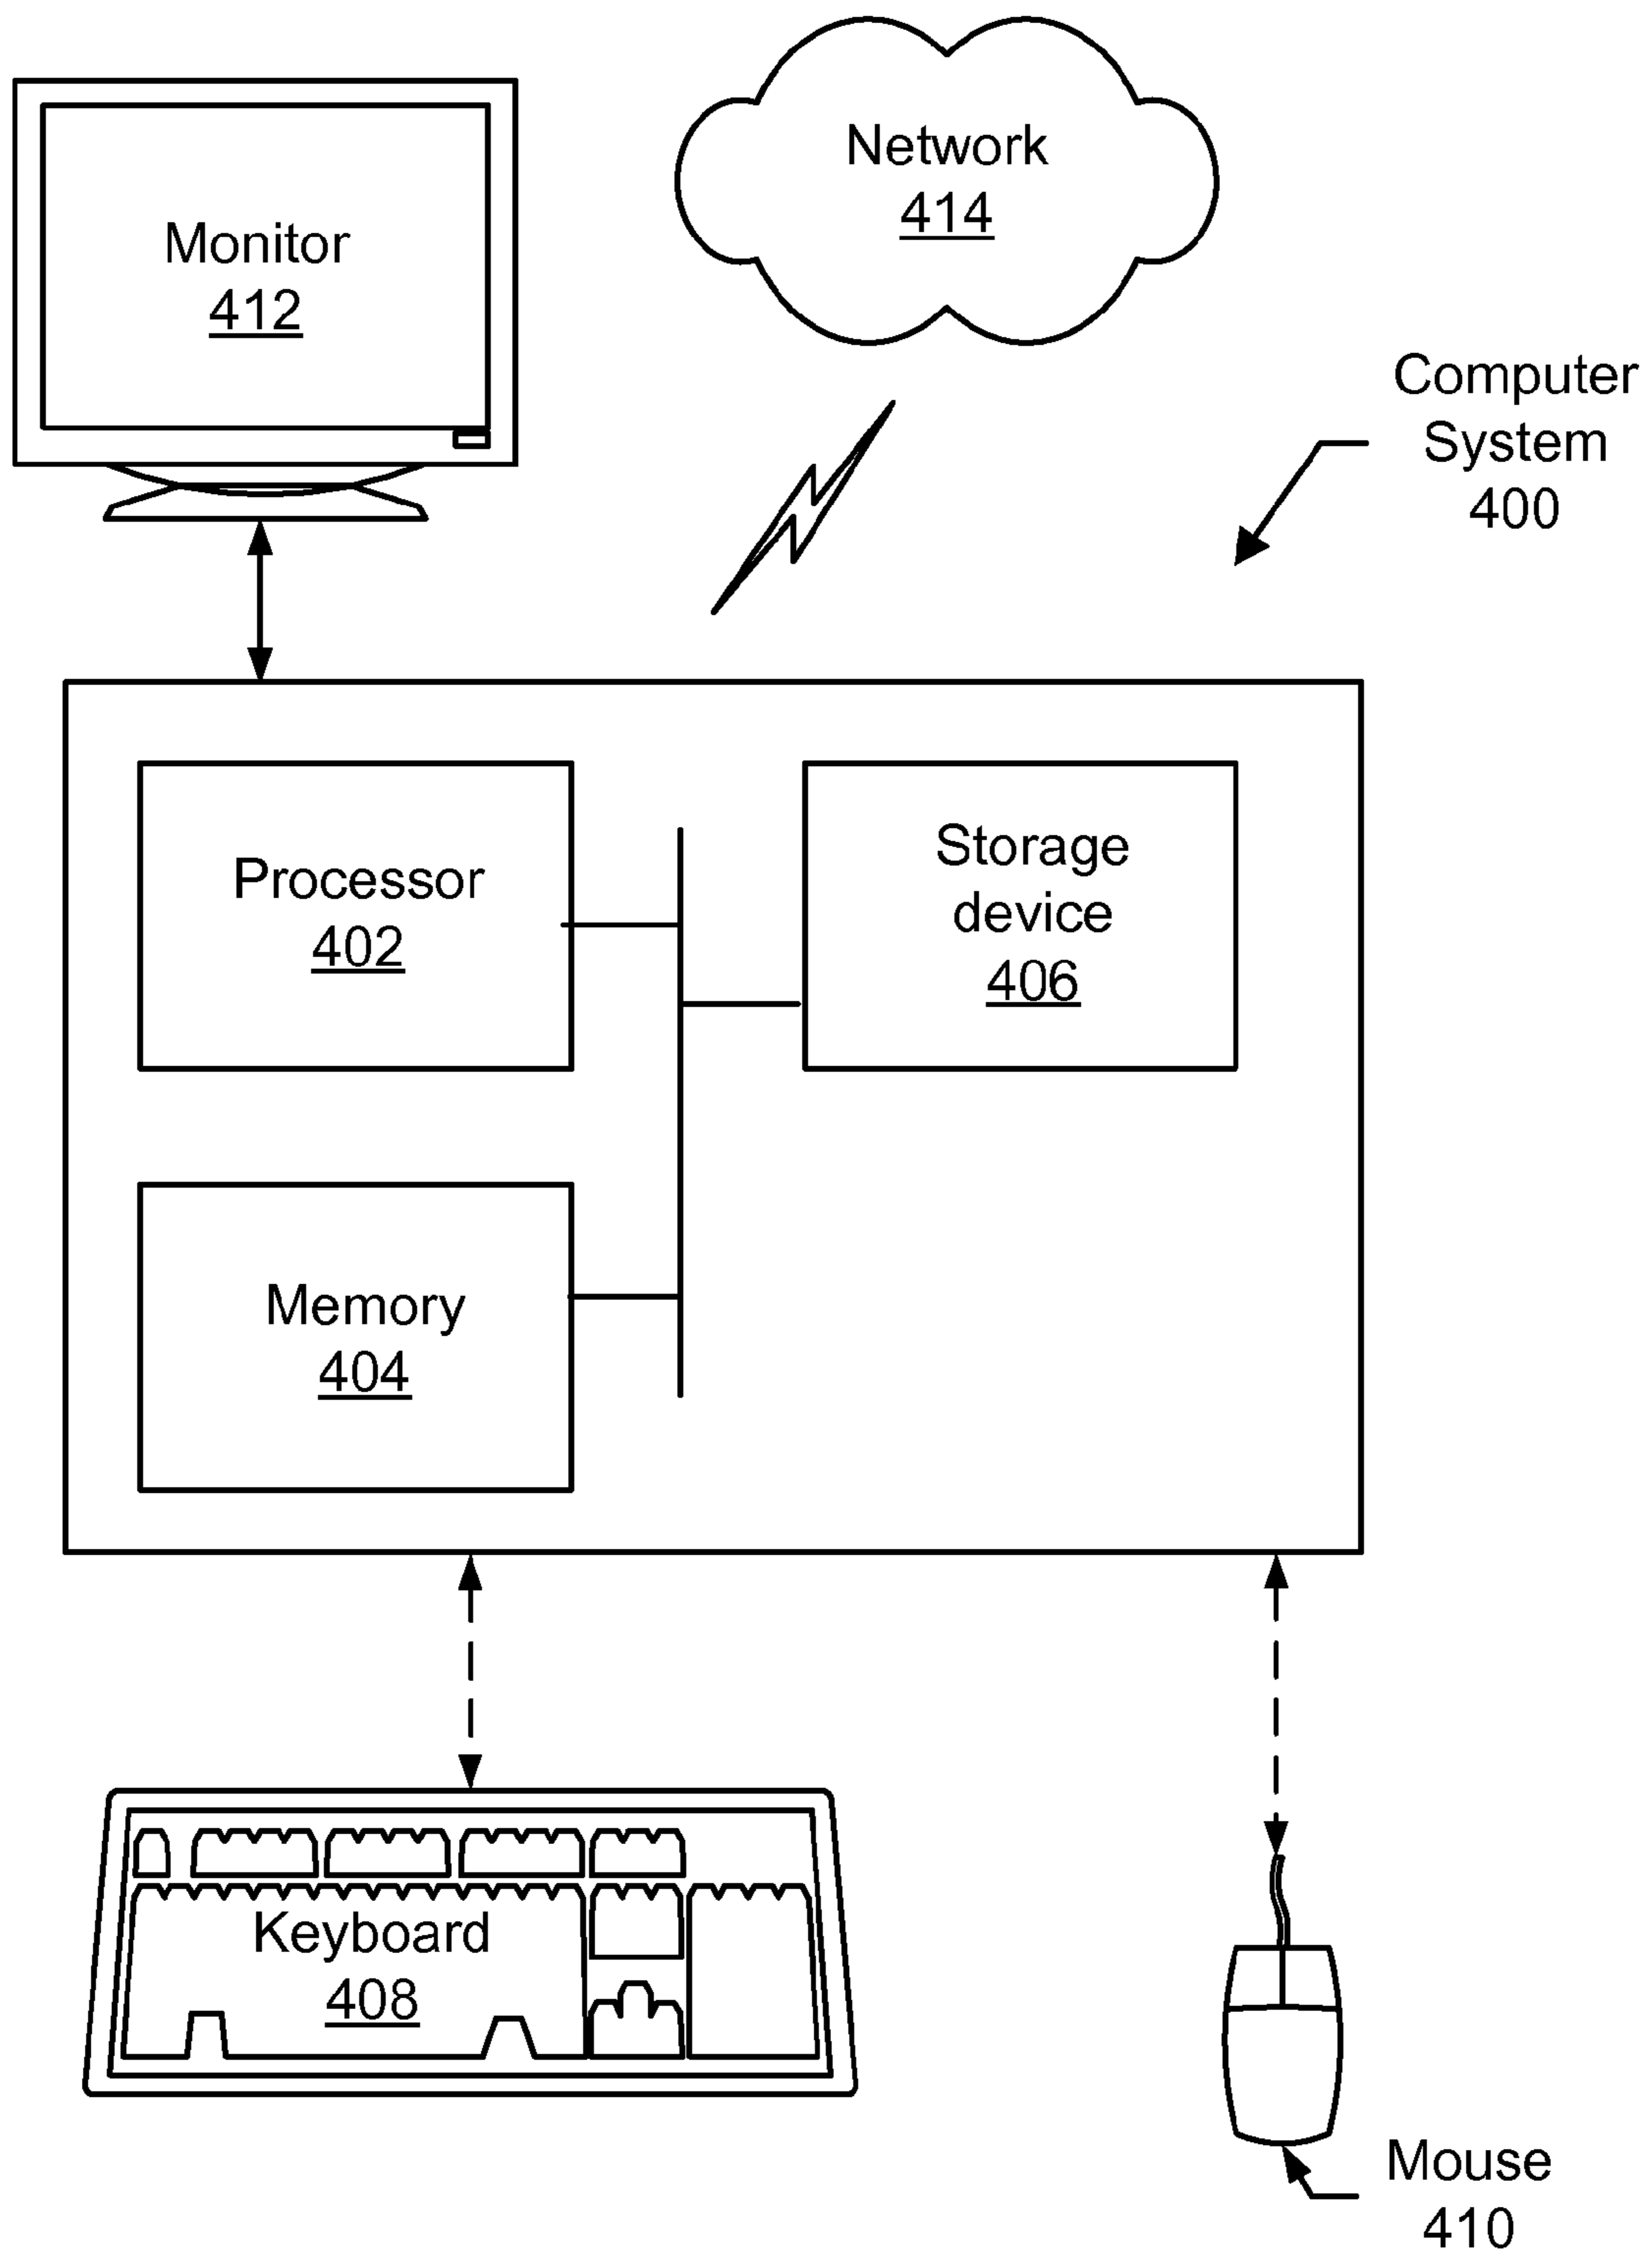 Network
414
Monitor
412
Computer
System
400
Processor
402
Storage
device
406
Memory
404
Keyboard
408
Mouse
410